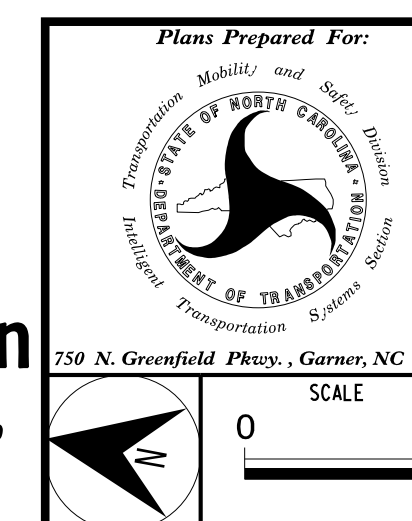 Plans Prepared For:
Transportation Mobility and Safety Division
STATE OF NORTH CAROLINA
DEPARTMENT OF TRANSPORTATION
Intelligent Transportation Systems Section
n
750 N. Greenfield Pkwy. , Garner, NC
,
SCALE
0
N